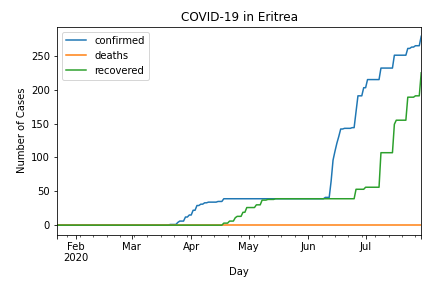 COVID-19 in Eritrea
confirmed
deaths
recovered
Number of Cases
250
200
150
100
50
0
Feb Mar Apr May Jun Jul
2020
Day